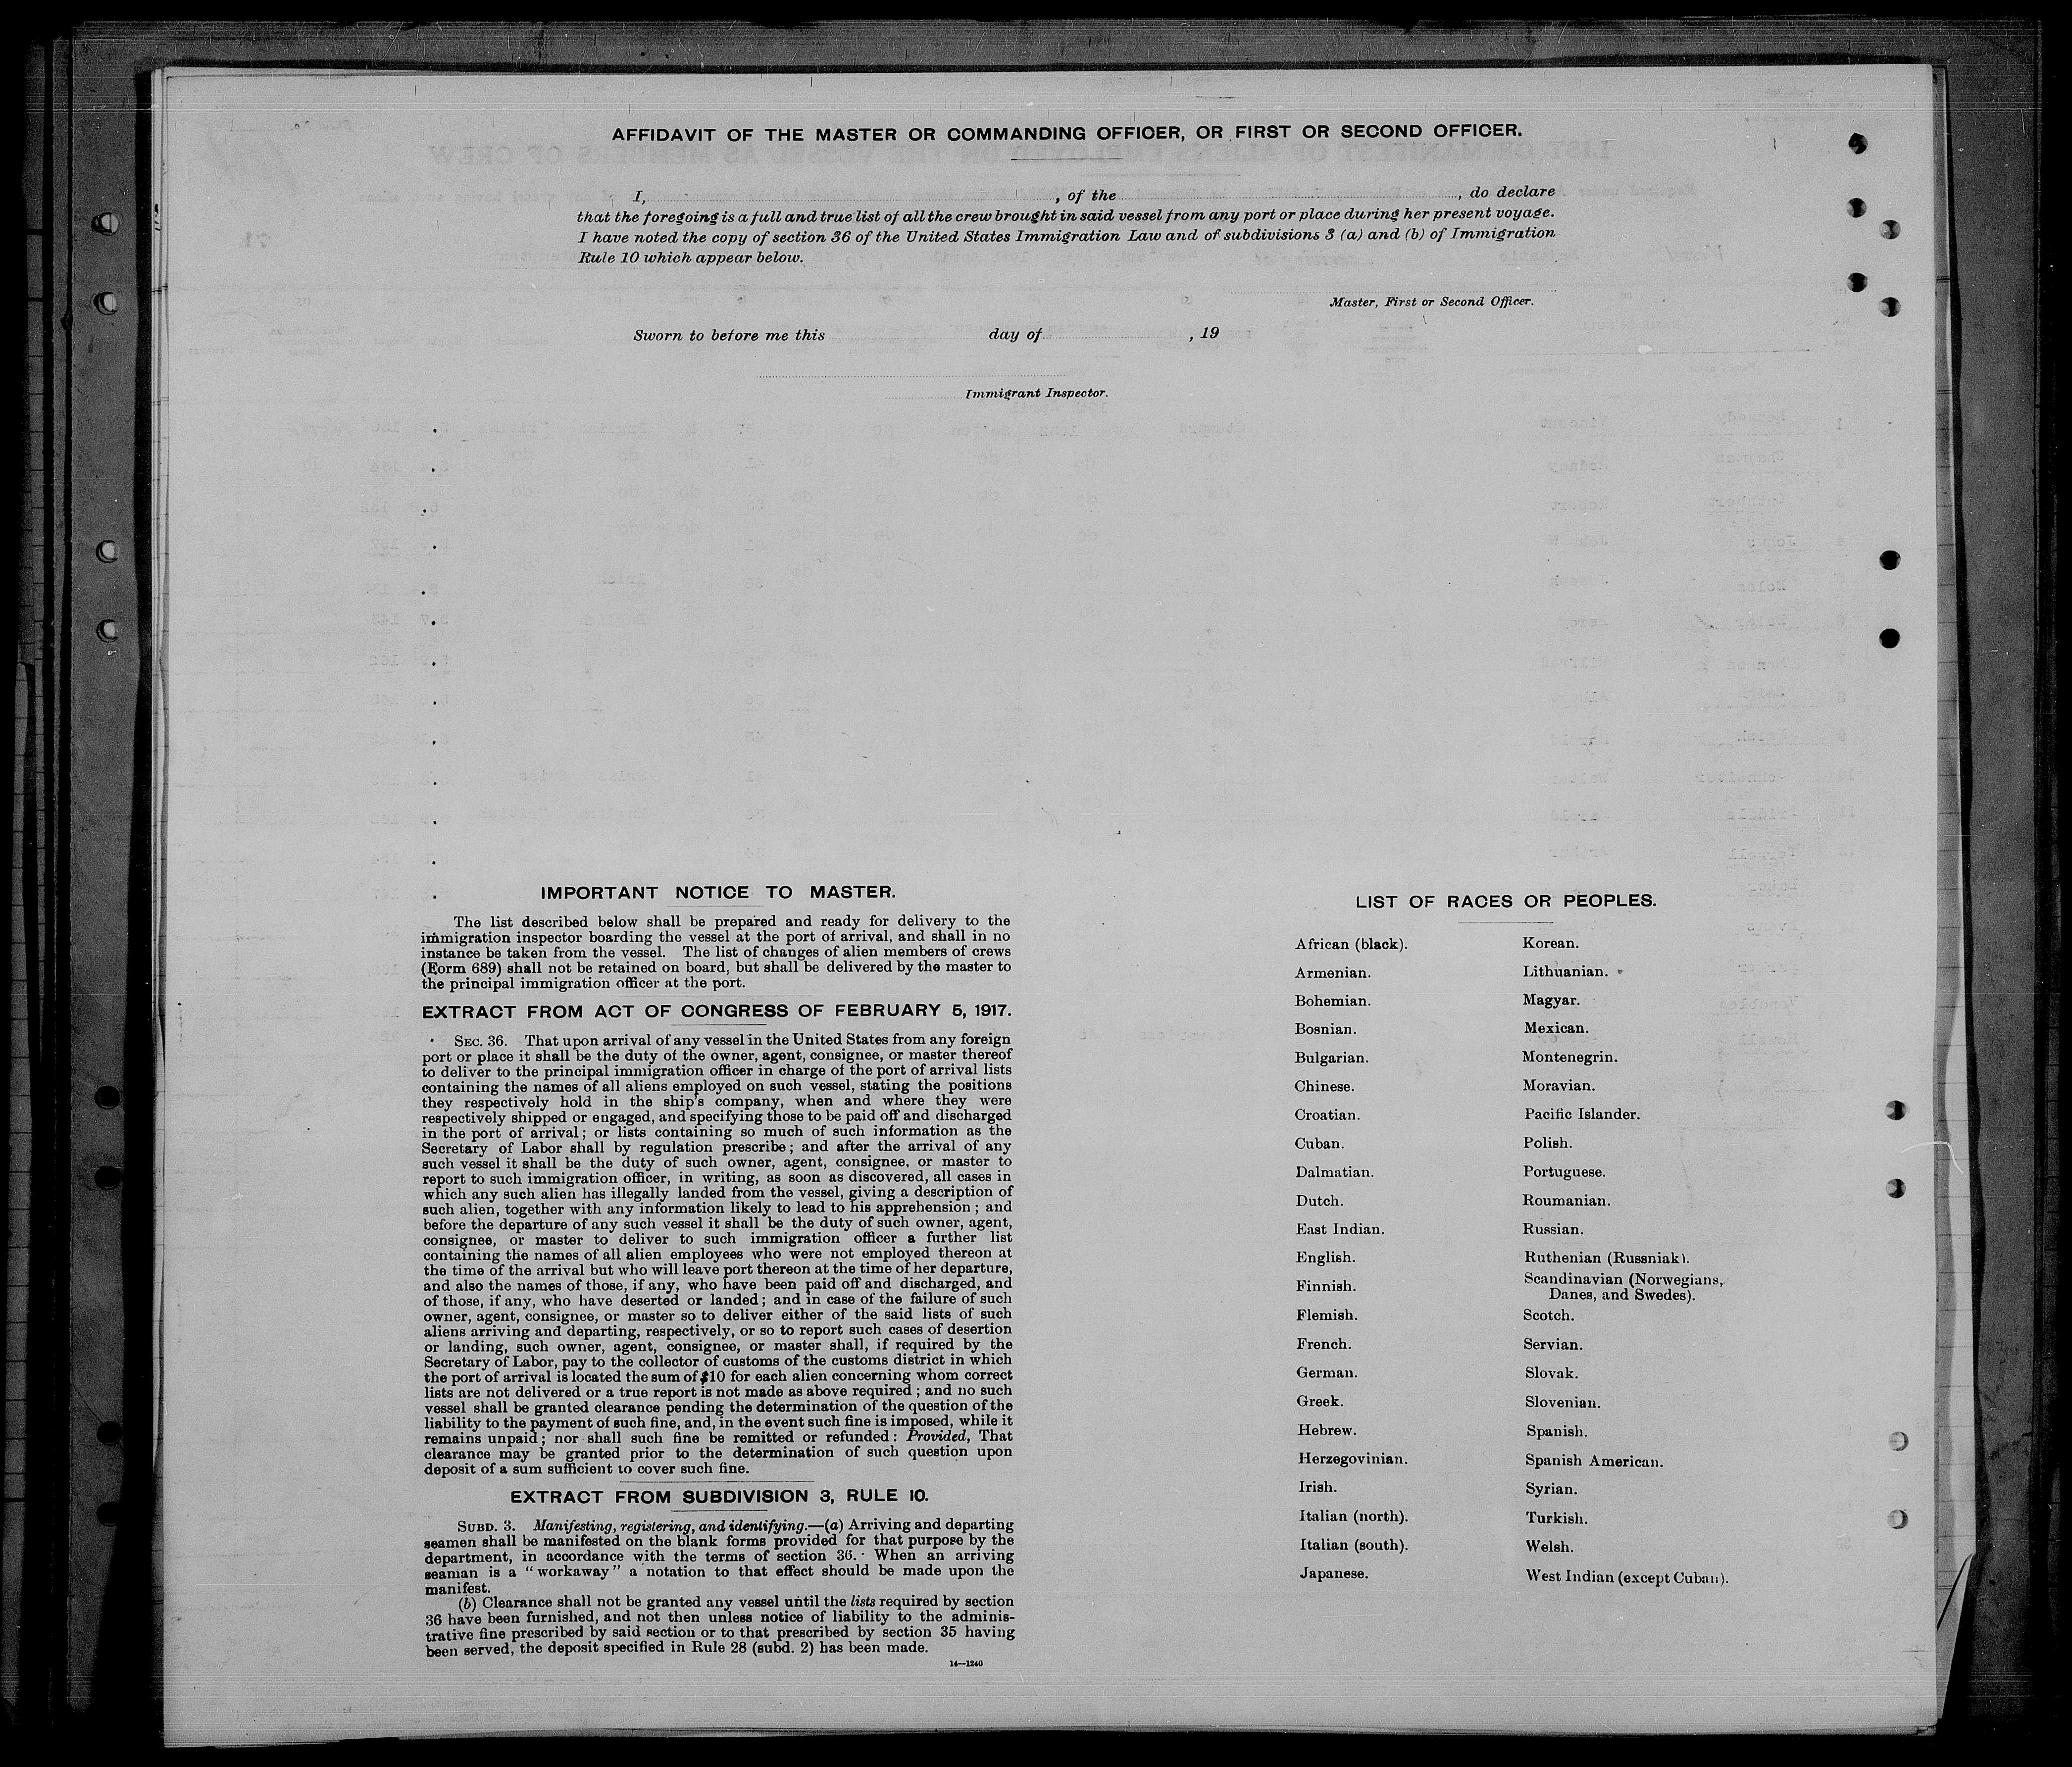 AFFIDAVIT OF THE MASTER OR COMMANDING OFFICER, OR FIRST OR SECOND OFFICER.
I, , of the , do declare
that the foregoing is a full and true list of all the crew brought in said vessel from any port or place during her present voyage.
I have noted the copy of section 36 of the United States Immigration Law and of subdivisions 3 (a) and (b) of Immigration
Rule 10 which appear below.
Master, First or Second Officer.
Sworn to before me this day of , 19
Immigrant Inspector.
IMPORTANT NOTICE TO MASTER.
The list described below shall be prepared and ready for delivery to the
immigration inspector boarding the vessel at the port of arrival, and shall in no
instance be taken from the vessel. The list of changes of alien members of crews
(Form 689) shall not be retained on board, but shall be delivered by the master to
the principal immigration officer at the port.
EXTRACT FROM ACT OF CONGRESS OF FEBRUARY 5, 1917.
SEC. 36. That upon arrival of any vessel in the United States from any foreign
port or place it shall be the duty of the owner, agent, consignee, or master thereof
to deliver to the principal immigration officer in charge of the port of arrival lists
containing the names of all aliens employed on such vessel, stating the positions
they respectively hold in the ship's company, when and where they were
respectively shipped or engaged, and specifying those to be paid off and discharged
in the port of arrival; or lists containing so much of such information as the
Secretary of Labor shall by regulation prescribe; and after the arrival of any
such vessel it shall be the duty of such owner, agent, consignee, or master to
report to such immigration officer, in writing, as soon as discovered, all cases in
which any such alien has illegally landed from the vessel, giving a description of
such alien, together with any information likely to lead to his apprehension; and
before the departure of any such vessel it shall be the duty of such owner, agent,
consignee, or master to deliver to such immigration officer a further list
containing the names of all alien employees who were not employed thereon at
the time of the arrival but who will leave port thereon at the time of her departure,
and also the names of those, if any, who have been paid off and discharged, and
of those, if any, who have deserted or landed; and in case of the failure of such
owner, agent, consignee, or master so to deliver either of the said lists of such
aliens arriving and departing, respectively, or so to report such cases of desertion
or landing, such owner, agent, consignee, or master shall, if required by the
Secretary of Labor, pay to the collector of customs of the customs district in which
the port of arrival is located the sum of $10 for each alien concerning whom correct
lists are not delivered or a true report is not made as above required; and no such
vessel shall be granted clearance pending the determination of the question of the
liability to the payment of such fine, and, in the event such fine is imposed, while it
remains unpaid; nor shall such fine be remitted or refunded: Provided, That
clearance may be granted prior to the determination of such question upon
deposit of a sum sufficient to cover such fine.
EXTRACT FROM SUBDIVISION 3, RULE 10.
SUBD. 3. Manifesting, registering, and identifying.—(a) Arriving and departing
seamen shall be manifested on the blank forms provided for that purpose by the
department, in accordance with the terms of section 36. When an arriving
seaman is a "workaway" a notation to that effect should be made upon the
manifest.
(b) Clearance shall not be granted any vessel until the lists required by section
36 have been furnished, and not then unless notice of liability to the adminis-
trative fine prescribed by said section or to that prescribed by section 35 having
been served, the deposit specified in Rule 28 (subd. 2) has been made.
14—1240
LIST OF RACES OR PEOPLES.
African (black).
Armenian.
Bohemian.
Bosnian.
Bulgarian.
Chinese.
Croatian.
Cuban.
Dalmatian.
Dutch.
East Indian.
English.
Finnish.
Flemish.
French.
German.
Greek.
Hebrew.
Herzegovinian.
Irish.
Italian (north).
Italian (south).
Japanese.
Korean.
Lithuanian.
Magyar.
Mexican.
Montenegrin.
Moravian.
Pacific Islander.
Polish.
Portuguese.
Roumanian.
Russian.
Ruthenian (Russniak).
Scandinavian (Norwegians,
Danes, and Swedes).
Scotch.
Servian.
Slovak.
Slovenian.
Spanish.
Spanish American.
Syrian.
Turkish.
Welsh.
West Indian (except Cuban).